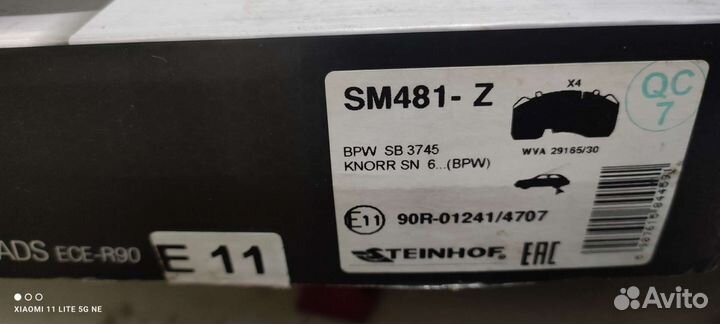 SM481- Z
X4
QC
7
BPW SB 3745
KNORR SN 6...(BPW)
WVA 29165/30
E11 90R-01241/4707
STEINHOF EAC
ADS ECE-R90
E 11
XIAOMI 11 LITE 5G NE
Avito